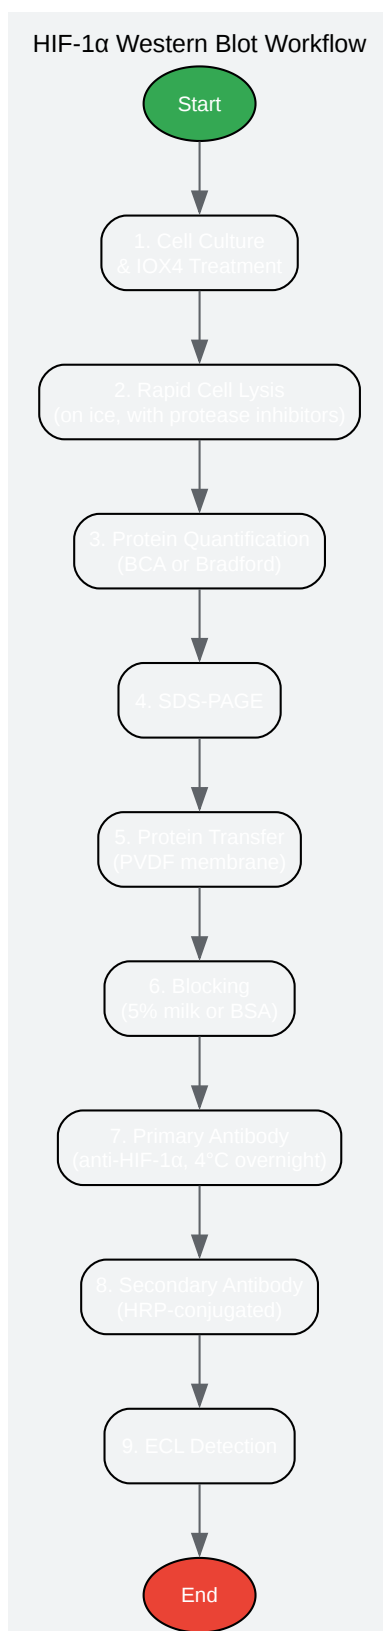 HIF-1α Western Blot Workflow
Start
1. Cell Culture
& IOX4 Treatment
2. Rapid Cell Lysis
(on ice, with protease inhibitors)
3. Protein Quantification
(BCA or Bradford)
4. SDS-PAGE
5. Protein Transfer
(PVDF membrane)
6. Blocking
(5% milk or BSA)
7. Primary Antibody
(anti-HIF-1α, 4°C overnight)
8. Secondary Antibody
(HRP-conjugated)
9. ECL Detection
End